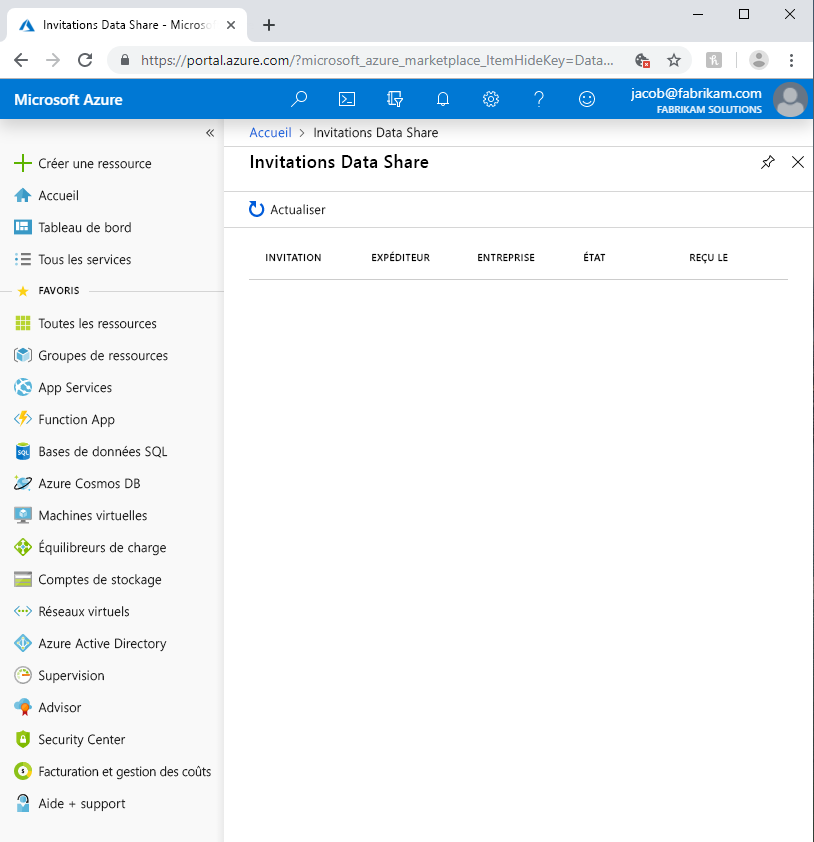 Invitations Data Share - Microso
https://portal.azure.com/?microsoft_azure_marketplace_ItemHideKey=Data...
Microsoft Azure
jacob@fabrikam.com
FABRIKAM SOLUTIONS
«
Accueil > Invitations Data Share
Invitations Data Share
Actualiser
INVITATION EXPÉDITEUR ENTREPRISE ÉTAT REÇU LE
Créer une ressource
Accueil
Tableau de bord
Tous les services
FAVORIS
Toutes les ressources
Groupes de ressources
App Services
Function App
Bases de données SQL
Azure Cosmos DB
Machines virtuelles
Équilibreurs de charge
Comptes de stockage
Réseaux virtuels
Azure Active Directory
Supervision
Advisor
Security Center
Facturation et gestion des coûts
Aide + support